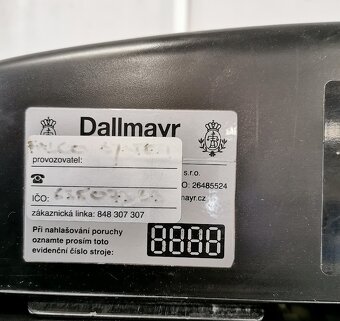 Dallmayr
provozovatel:
s.r.o.
☎
O 26485524
IČO:
mayr.cz
zákaznická linka: 848 307 307
Při nahlašování poruchy
oznamte prosím toto
evidenční číslo stroje:
8888